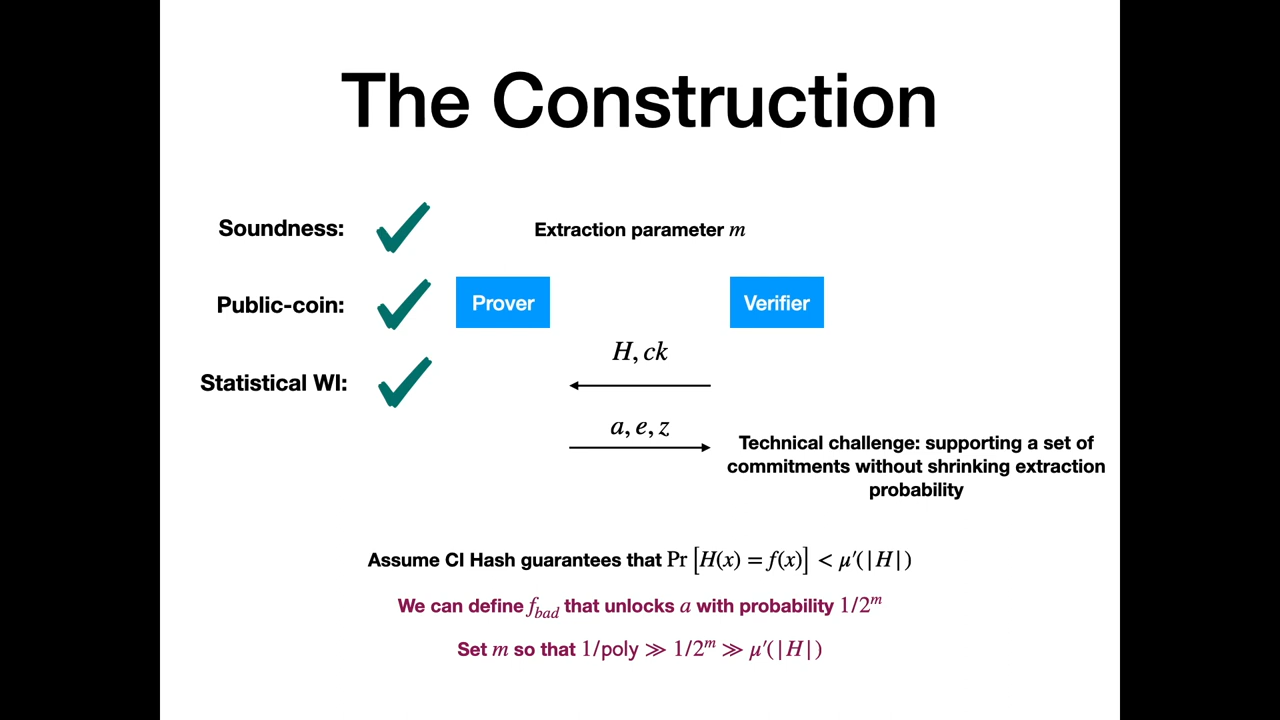 The Construction
Soundness:
Extraction parameter m
Public-coin:
Prover
Verifier
H, ck
Statistical WI:
a, e, z
Technical challenge: supporting a set of
commitments without shrinking extraction
probability
Assume CI Hash guarantees that Pr [H(x) = f(x)] < μ′(|H|)
We can define f_bad that unlocks a with probability 1/2^m
Set m so that 1/poly ≫ 1/2^m ≫ μ′(|H|)